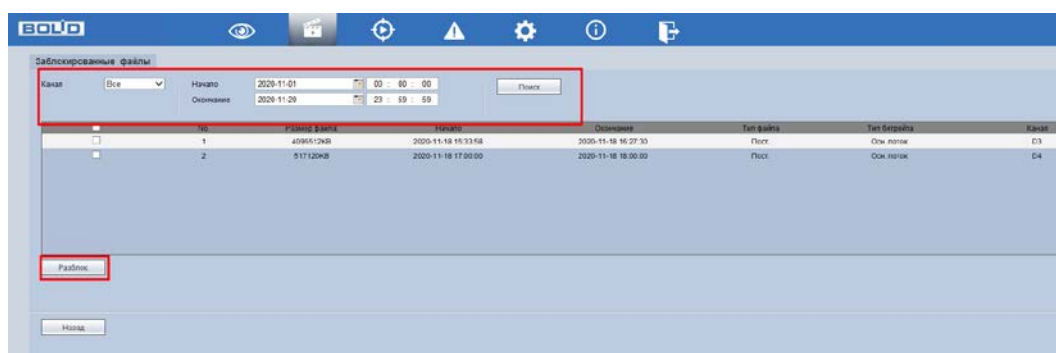 BOLID
Заблокированные файлы
Канал Все Начало 2020-11-01 00 : 00 : 00 Поиск
Окончание 2020-11-20 23 : 59 : 59
No Размер файла Начало Окончание Тип файла Тип битрейта Канал
1 4095512KB 2020-11-18 15:33:58 2020-11-18 16:27:30 Пост. Осн. поток D3
2 517120KB 2020-11-18 17:00:00 2020-11-18 18:00:00 Пост. Осн. поток D4
Разблок.
Назад